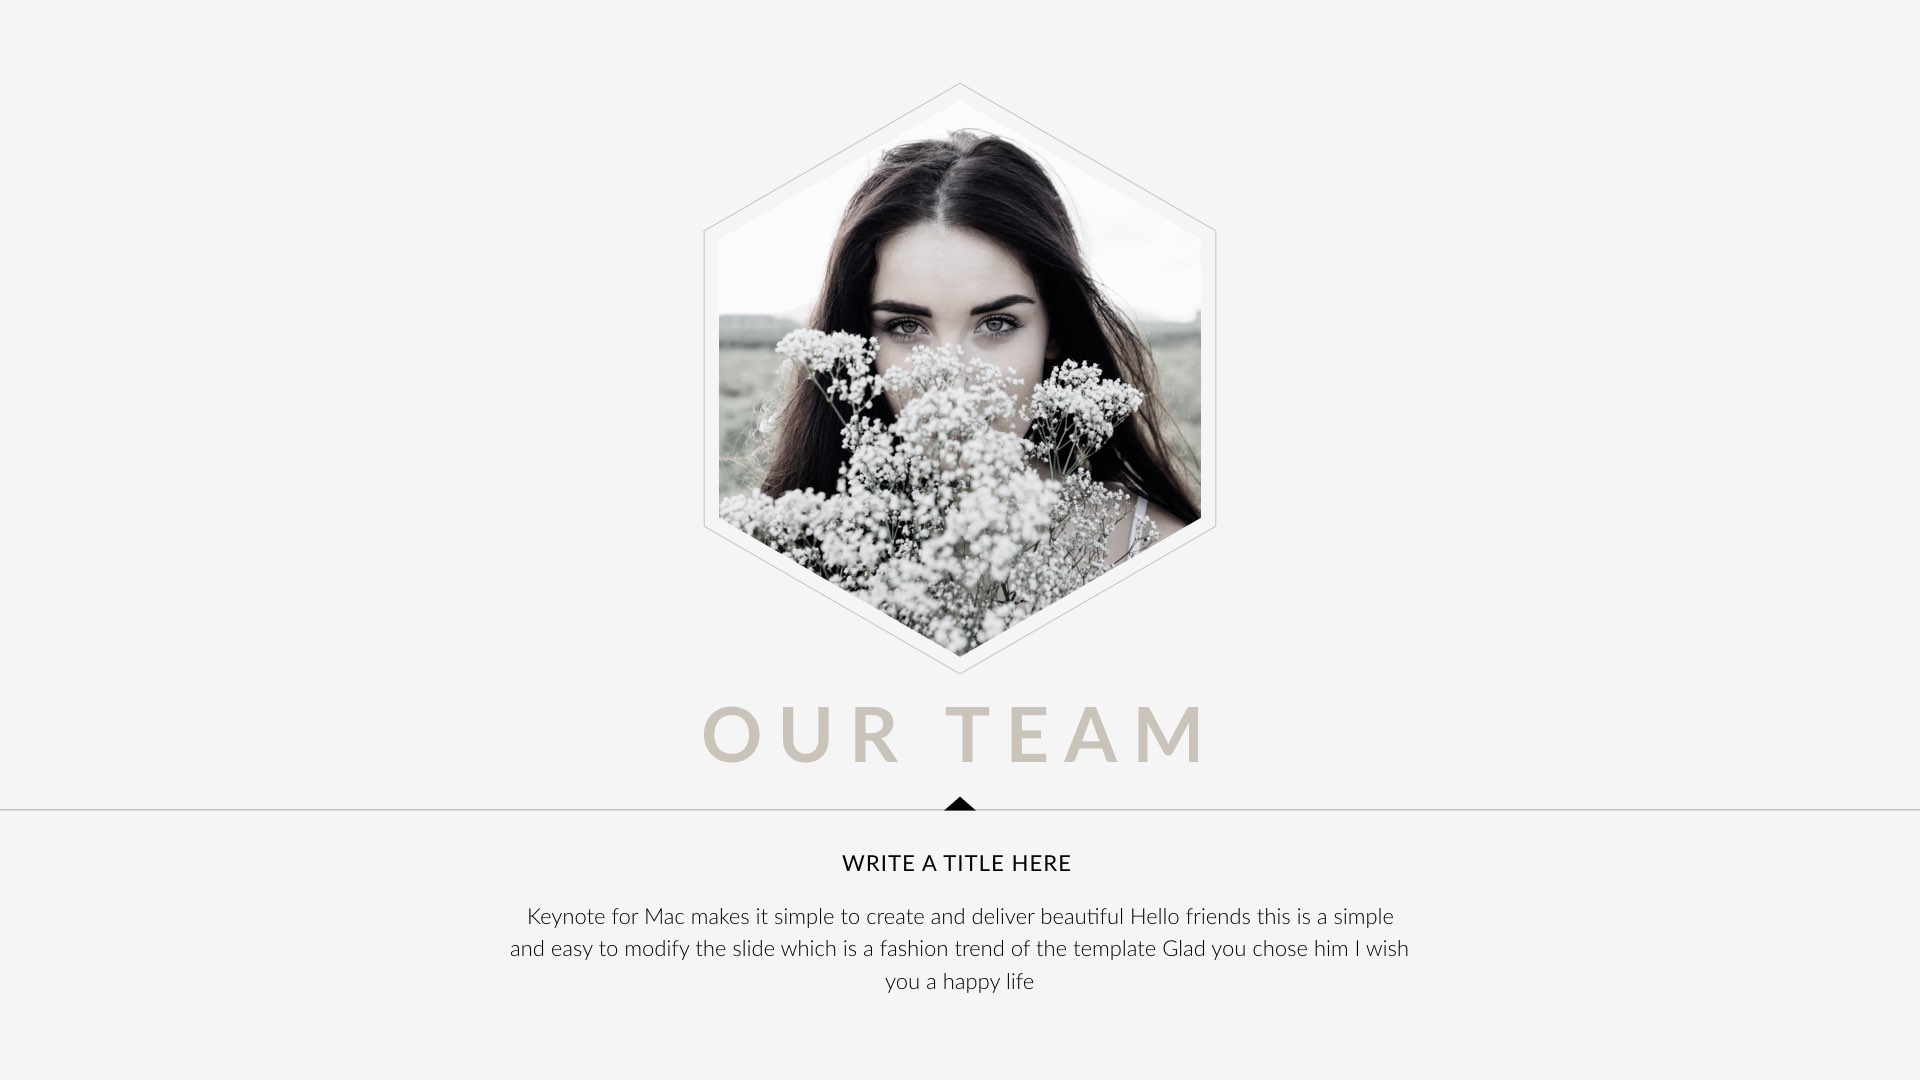 OUR TEAM
WRITE A TITLE HERE
Keynote for Mac makes it simple to create and deliver beautiful Hello friends this is a simple
and easy to modify the slide which is a fashion trend of the template Glad you chose him I wish
you a happy life